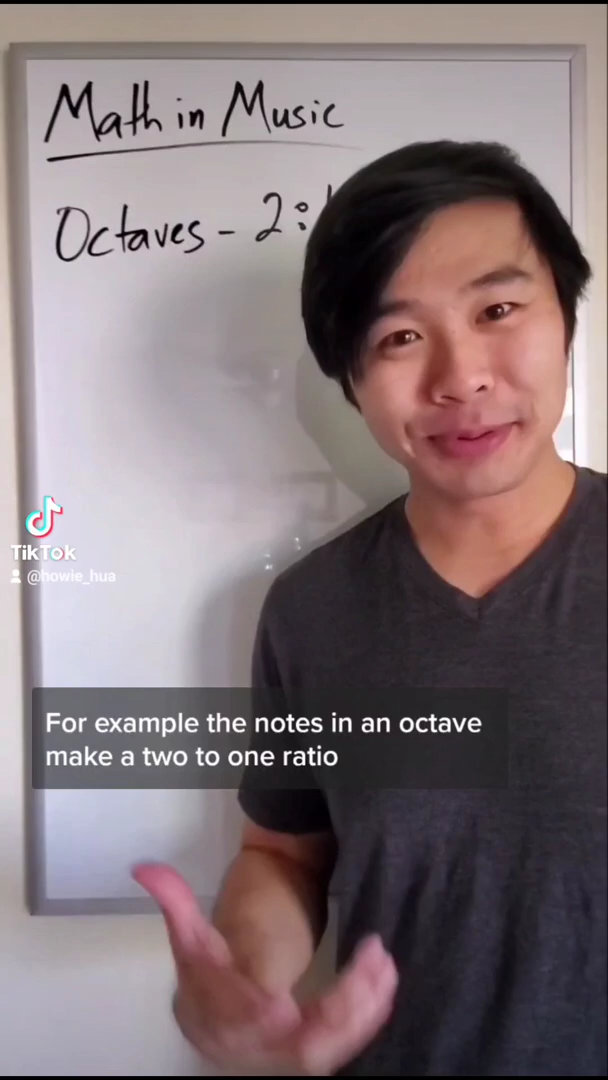 Math in Music
Octaves - 2:1
TikTok
@howie_hua
For example the notes in an octave
make a two to one ratio